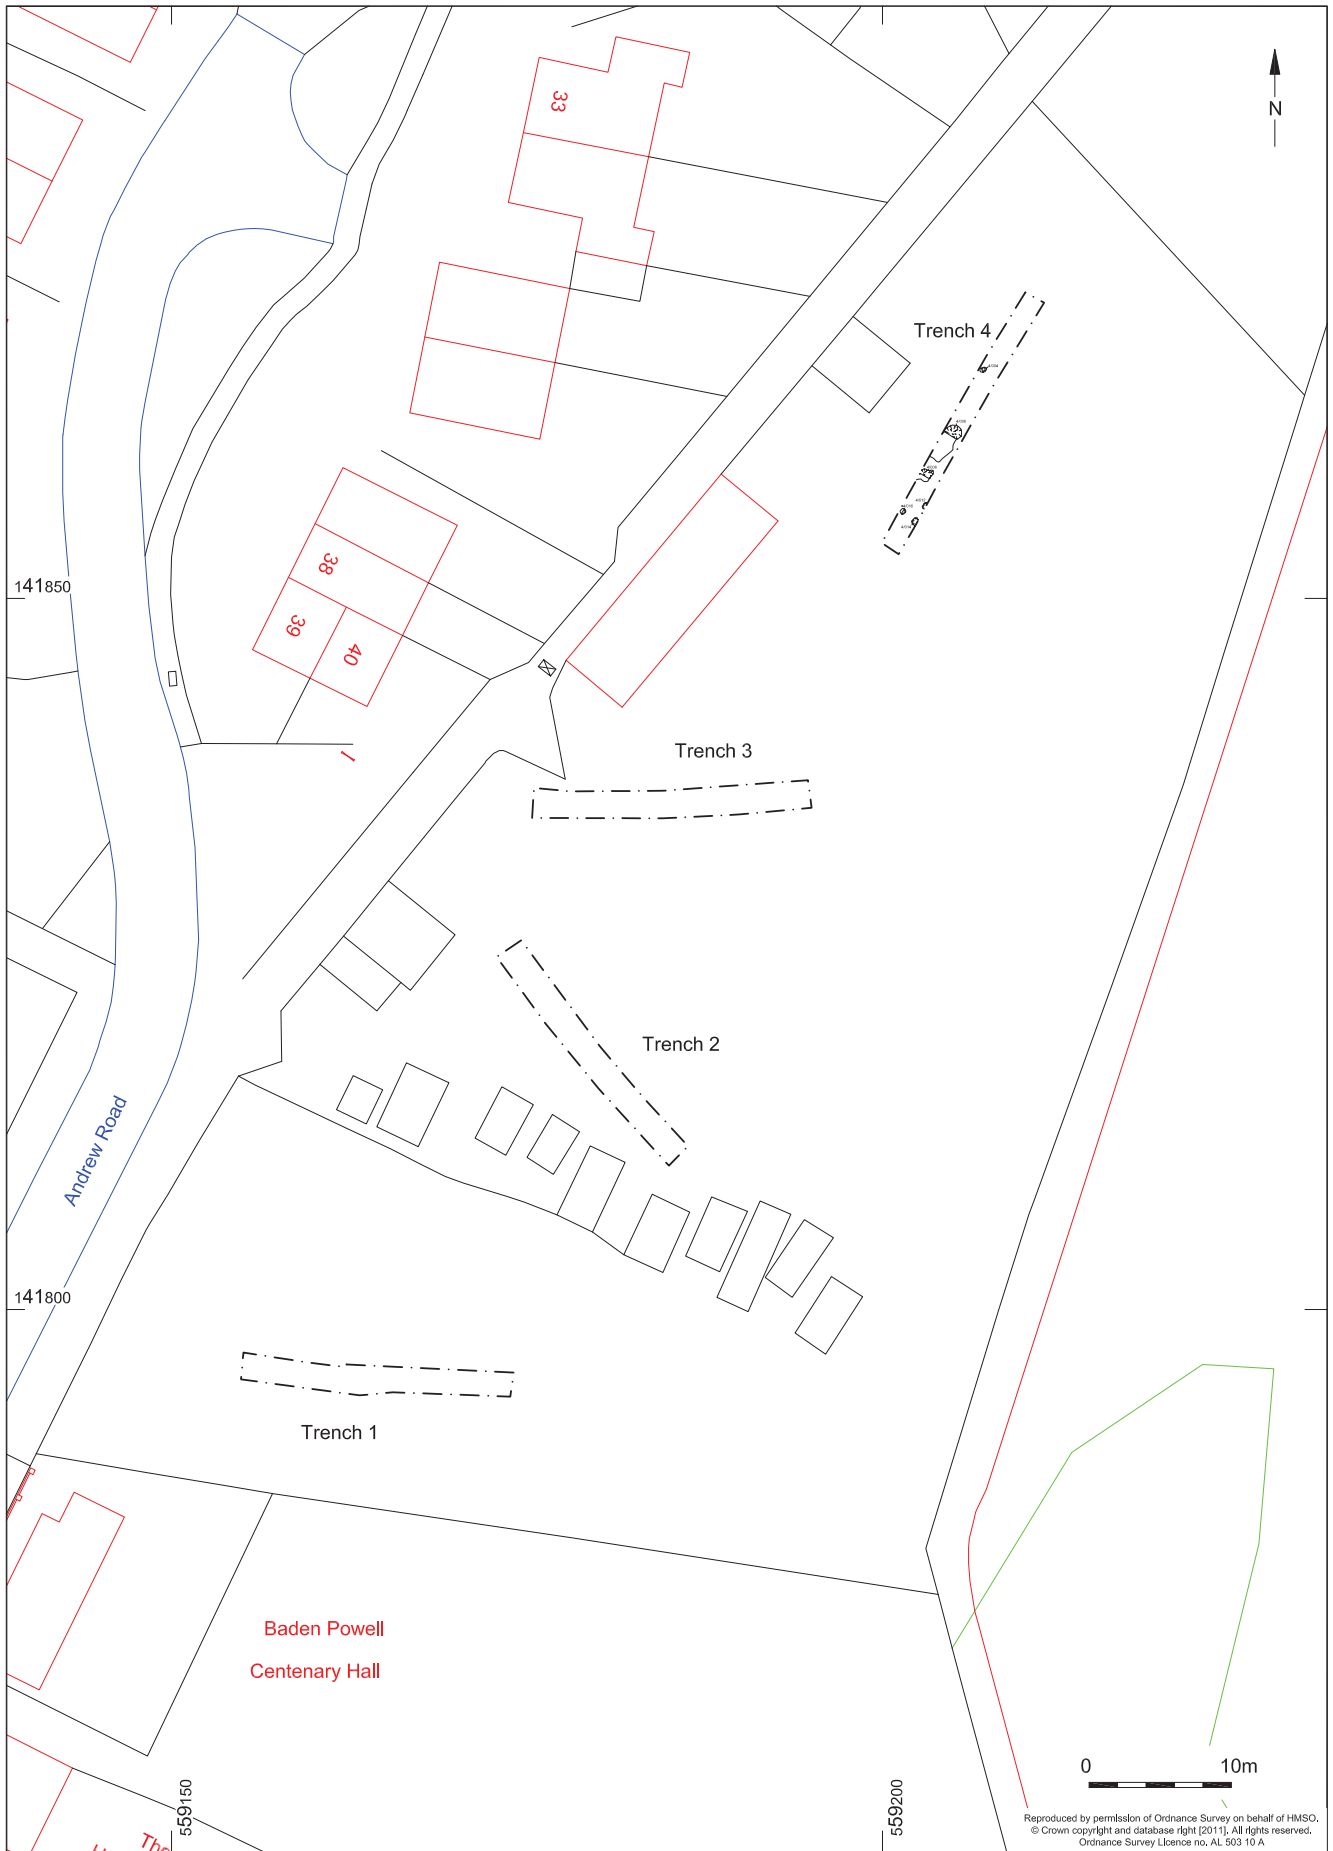 33
N
Trench 4
38
39
40
141850
1
Trench 3
Trench 2
Andrew Road
141800
Trench 1
Baden Powell
Centenary Hall
559150
559200
0 10m
Reproduced by permission of Ordnance Survey on behalf of HMSO.
© Crown copyright and database right [2011]. All rights reserved.
Ordnance Survey Licence no. AL 503 10 A